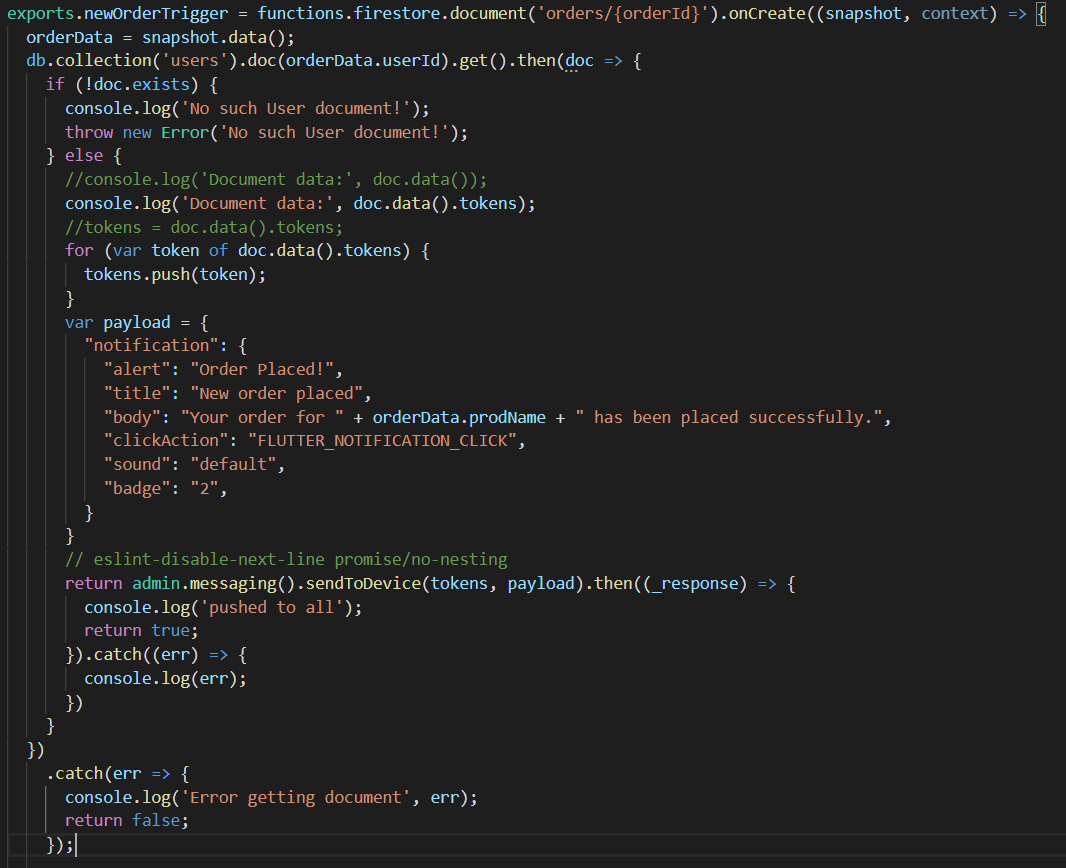 exports.newOrderTrigger = functions.firestore.document('orders/{orderId}').onCreate((snapshot, context) => {
  orderData = snapshot.data();
  db.collection('users').doc(orderData.userId).get().then(doc => {
    if (!doc.exists) {
      console.log('No such User document!');
      throw new Error('No such User document!');
    } else {
      //console.log('Document data:', doc.data());
      console.log('Document data:', doc.data().tokens);
      //tokens = doc.data().tokens;
      for (var token of doc.data().tokens) {
        tokens.push(token);
      }
      var payload = {
        "notification": {
          "alert": "Order Placed!",
          "title": "New order placed",
          "body": "Your order for " + orderData.prodName + " has been placed successfully.",
          "clickAction": "FLUTTER_NOTIFICATION_CLICK",
          "sound": "default",
          "badge": "2",
        }
      }
      // eslint-disable-next-line promise/no-nesting
      return admin.messaging().sendToDevice(tokens, payload).then((_response) => {
        console.log('pushed to all');
        return true;
      }).catch((err) => {
        console.log(err);
      })
    }
  })
    .catch(err => {
      console.log('Error getting document', err);
      return false;
    });